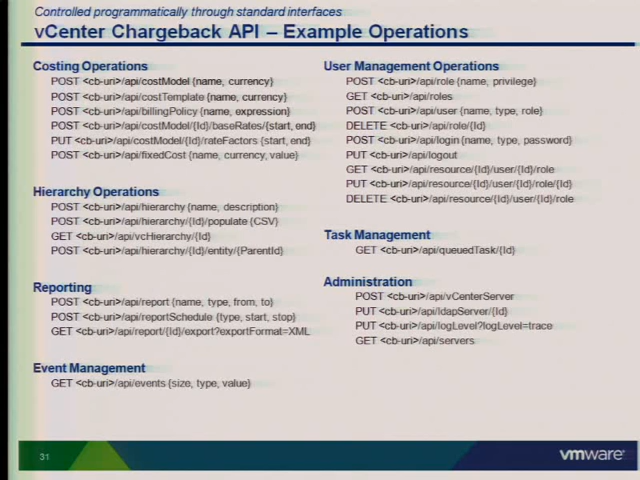 Controlled programmatically through standard interfaces
vCenter Chargeback API – Example Operations
Costing Operations
POST <cb-uri>/api/costModel {name, currency}
POST <cb-uri>/api/costTemplate {name, currency}
POST <cb-uri>/api/billingPolicy {name, expression}
POST <cb-uri>/api/costModel/{Id}/baseRates/{start, end}
PUT <cb-uri>/api/costModel/{Id}/rateFactors {start, end}
POST <cb-uri>/api/fixedCost {name, currency, value}
Hierarchy Operations
POST <cb-uri>/api/hierarchy {name, description}
POST <cb-uri>/api/hierarchy/{Id}/populate {CSV}
GET <cb-uri>/api/vcHierarchy/{Id}
POST <cb-uri>/api/hierarchy/{Id}/entity/{ParentId}
Reporting
POST <cb-uri>/api/report {name, type, from, to}
POST <cb-uri>/api/reportSchedule {type, start, stop}
GET <cb-uri>/api/report/{Id}/export?exportFormat=XML
Event Management
GET <cb-uri>/api/events {size, type, value}
User Management Operations
POST <cb-uri>/api/role {name, privilege}
GET <cb-uri>/api/roles
POST <cb-uri>/api/user {name, type, role}
DELETE <cb-uri>/api/role/{Id}
POST <cb-uri>/api/login {name, type, password}
PUT <cb-uri>/api/logout
GET <cb-uri>/api/resource/{Id}/user/{Id}/role
PUT <cb-uri>/api/resource/{Id}/user/{Id}/role/{Id}
DELETE <cb-uri>/api/resource/{Id}/user/{Id}/role
Task Management
GET <cb-uri>/api/queuedTask/{Id}
Administration
POST <cb-uri>/api/vCenterServer
PUT <cb-uri>/api/ldapServer/{Id}
PUT <cb-uri>/api/logLevel?logLevel=trace
GET <cb-uri>/api/servers
31
vmware